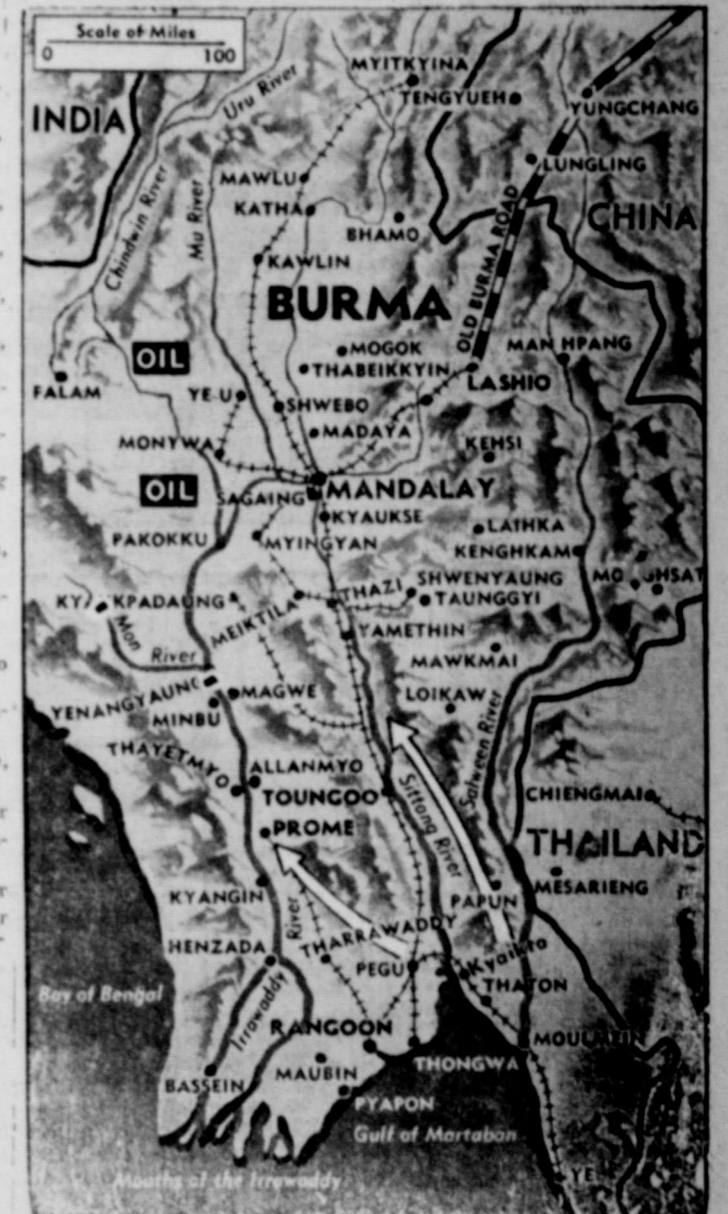 Scale of Miles
0 100
MYITKYINA
TENGYUEH
YUNGCHANG
Uru River
INDIA
LUNGLING
MAWLU
KATHA
Chindwin River
Mu River
BHAMO
CHINA
KAWLIN
OLD BURMA ROAD
BURMA
OIL
MOGOK
MAN HPANG
THABEIKKYIN
LASHIO
FALAM
YE-U
SHWEBO
MADAYA
MONYWA
KEHSI
OIL
SAGAING
MANDALAY
KYAUKSE
LAIHKA
PAKOKKU
MYINGYAN
KENGHKAM
SHWENYAUNG
THAZI
KPADAUNG
TAUNGGYI
MEIKTILA
Mon
River
YAMETHIN
MAWKMAI
YENANGYAUNG
MAGWE
LOIKAW
MINBU
Salween River
THAYETMYO
ALLANMYO
TOUNGOO
Sittang River
CHIENGMAI
PROME
THAILAND
KYANGIN
PAPUN
MESARIENG
River
THARRAWADDY
HENZADA
PEGU
Kyaikto
THATON
Bay of Bengal
Irrawaddy
RANGOON
MOULMEIN
THONGWA
BASSEIN
MAUBIN
PYAPON
Gulf of Martaban
Mouths of the Irrawaddy
YE